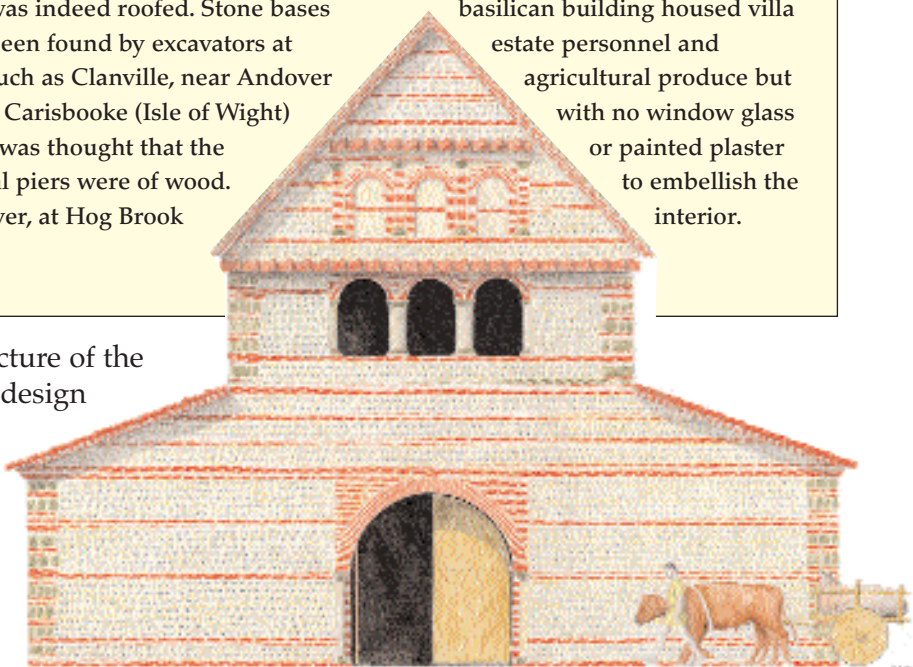 was indeed roofed. Stone bases
een found by excavators at
uch as Clanville, near Andover
Carisbooke (Isle of Wight)
was thought that the
l piers were of wood.
ver, at Hog Brook
basilican building housed villa
estate personnel and
agricultural produce but
with no window glass
or painted plaster
to embellish the
interior.
cture of the
design